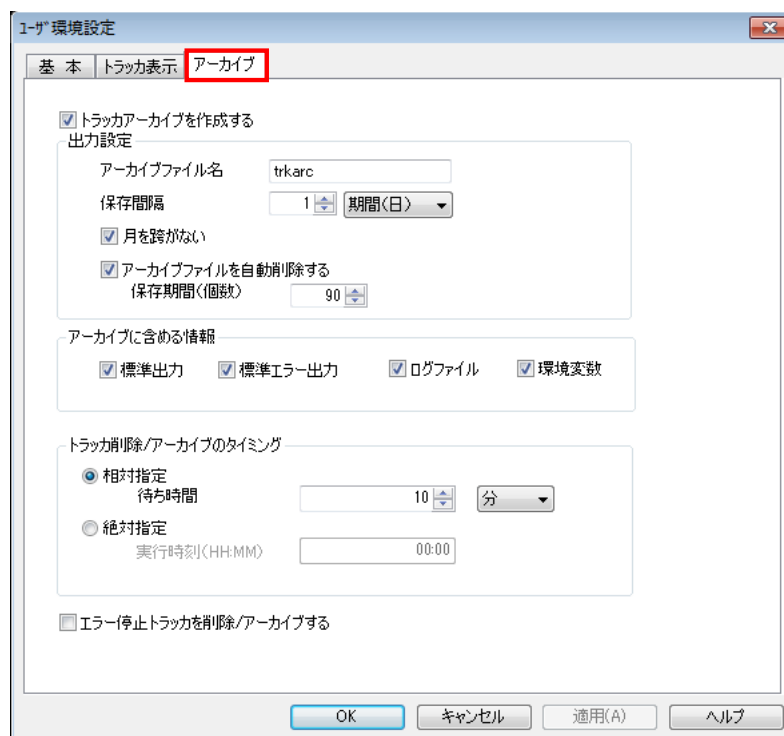 ユーザ環境設定
基 本 トラッカ表示 アーカイブ
トラッカアーカイブを作成する
出力設定
アーカイブファイル名 trkarc
保存間隔 1 期間(日)
月を跨がない
アーカイブファイルを自動削除する
保存期間(個数) 90
アーカイブに含める情報
標準出力 標準エラー出力 ログファイル 環境変数
トラッカ削除/アーカイブのタイミング
相対指定
待ち時間 10 分
絶対指定
実行時刻(HH:MM) 00:00
エラー停止トラッカを削除/アーカイブする
OK キャンセル 適用(A) ヘルプ